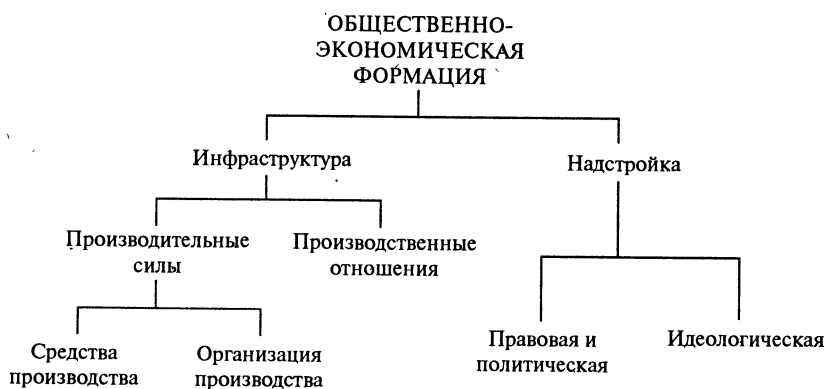 ОБЩЕСТВЕННО-
ЭКОНОМИЧЕСКАЯ
ФОРМАЦИЯ
Инфраструктура
Надстройка
Производительные
силы
Производственные
отношения
Средства
производства
Организация
производства
Правовая и
политическая
Идеологическая